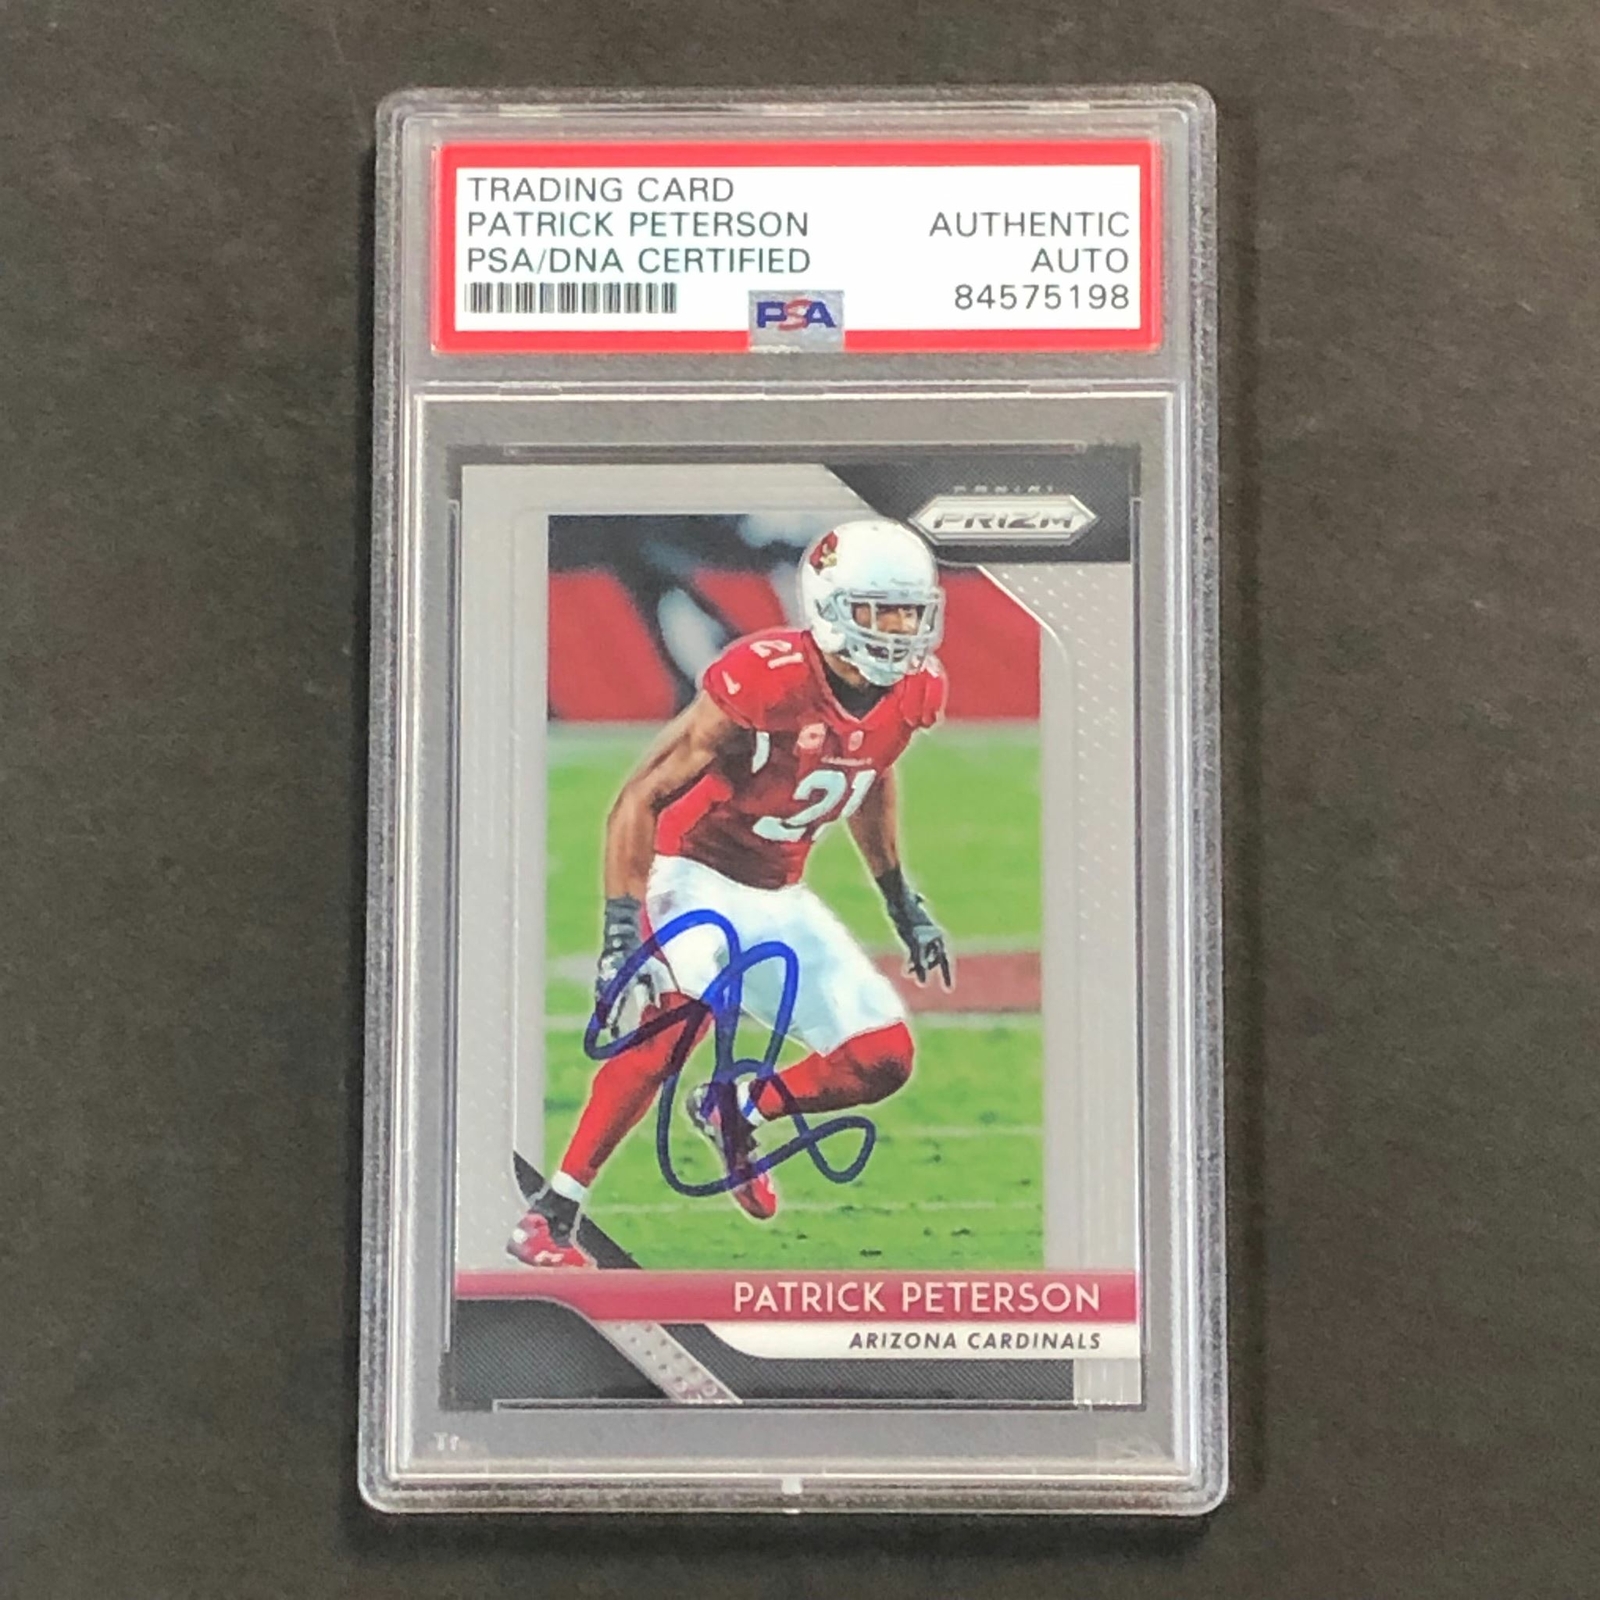 TRADING CARD
PATRICK PETERSON
PSA/DNA CERTIFIED
AUTHENTIC
AUTO
84575198
PSA
PANINI
PRIZM
21
21
PATRICK PETERSON
ARIZONA CARDINALS